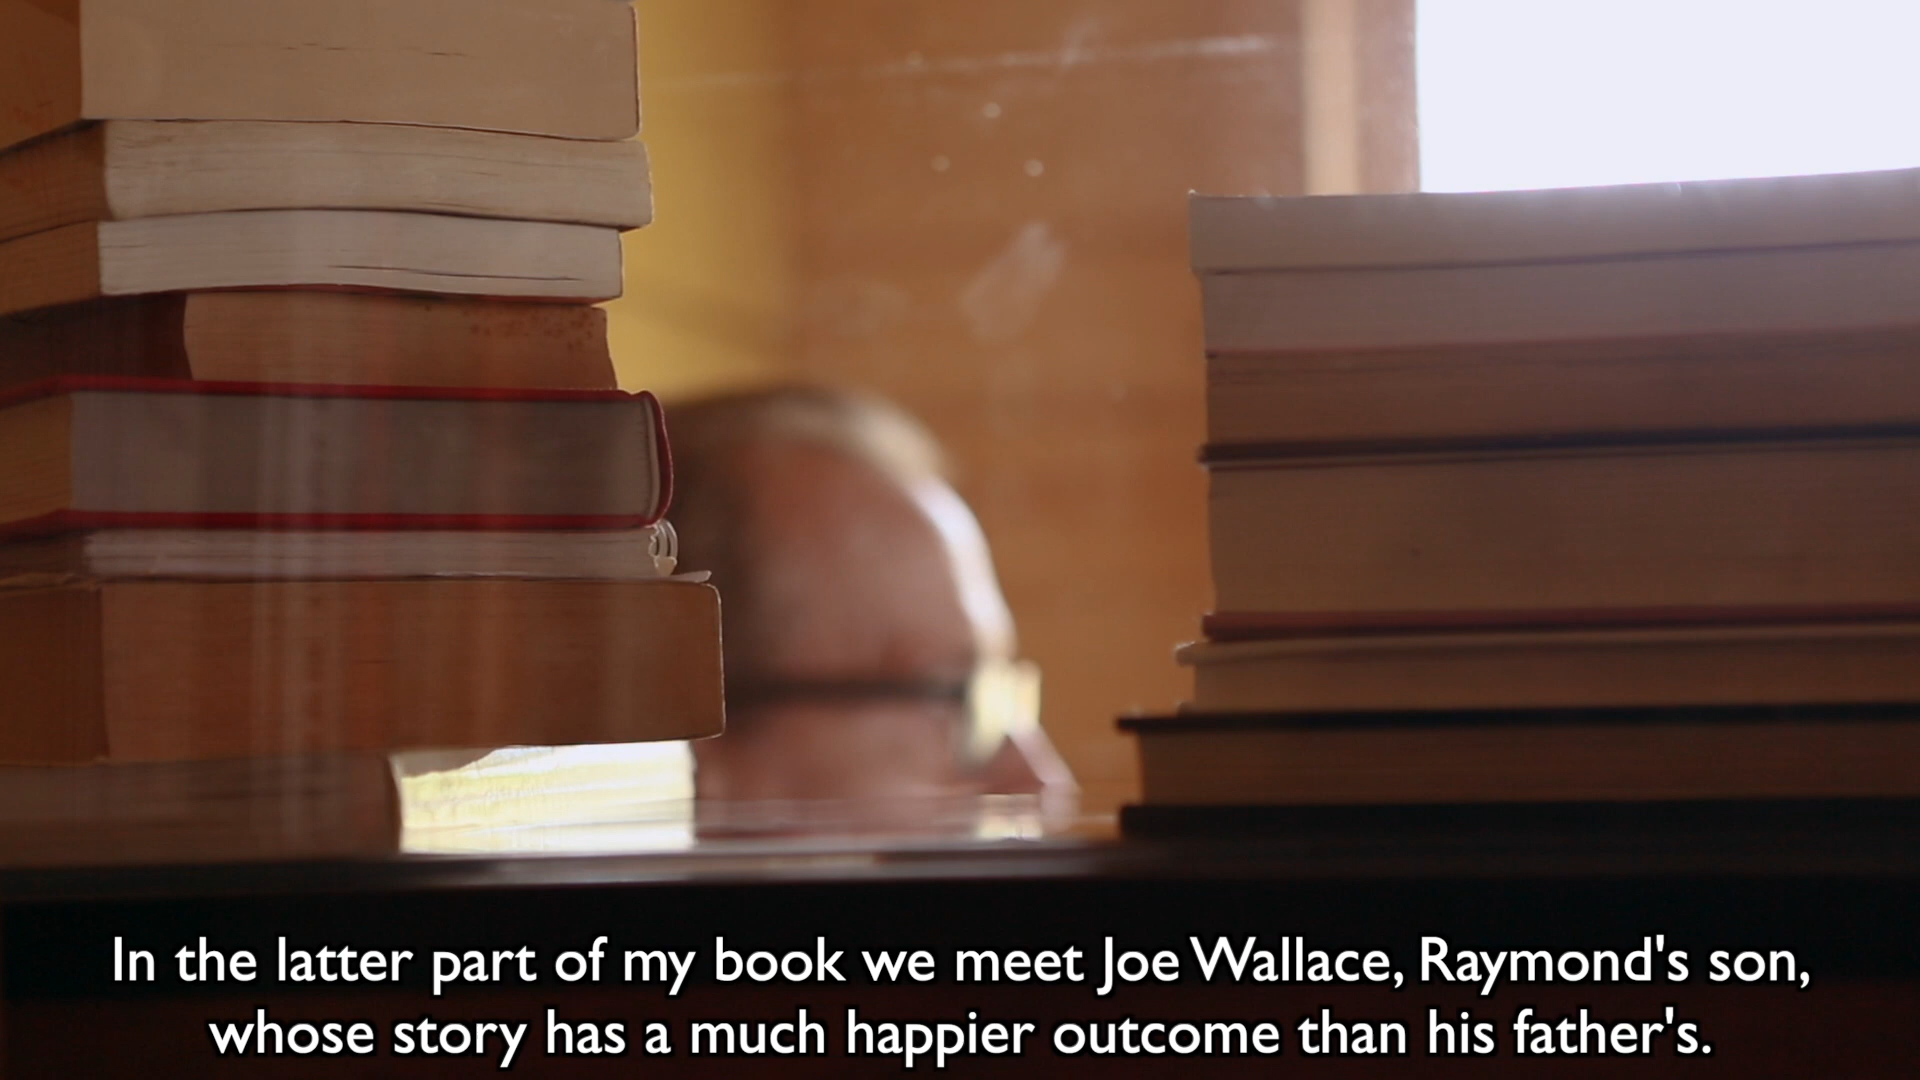 In the latter part of my book we meet Joe Wallace, Raymond's son,
whose story has a much happier outcome than his father's.